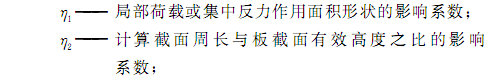 η₁—— 局部荷载或集中反力作用面积形状的影响系数；
η₂—— 计算截面周长与板截面有效高度之比的影响
系数；